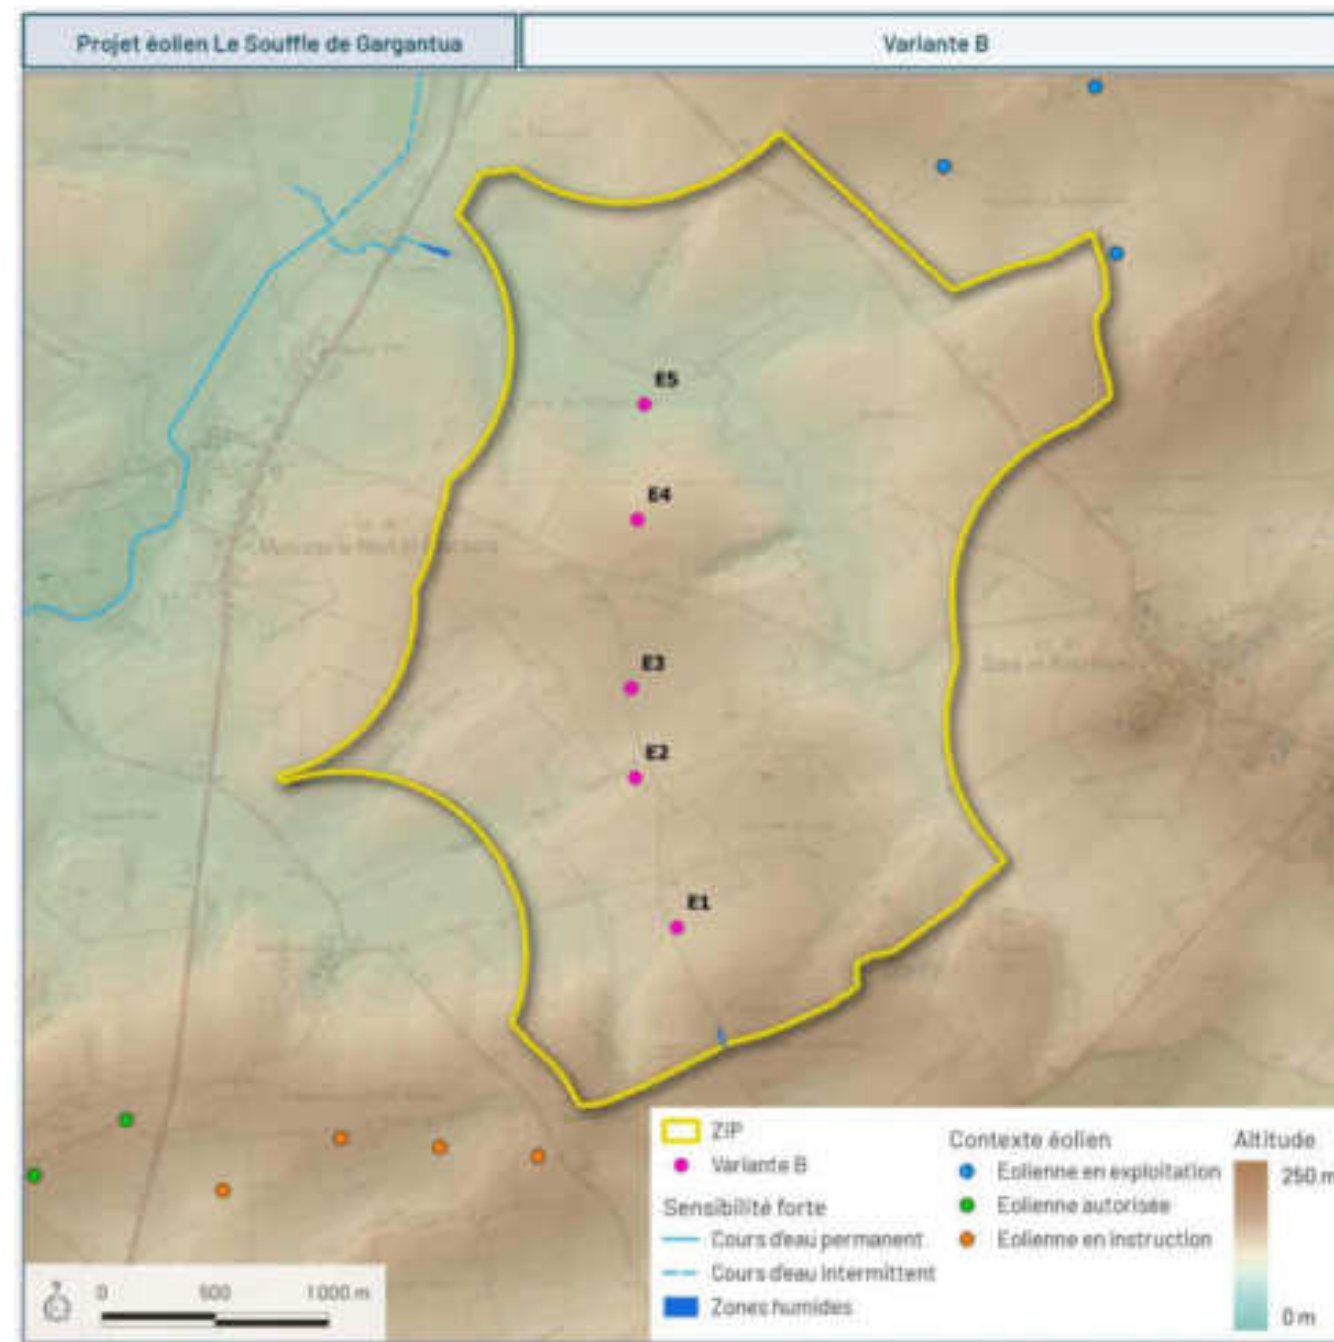 Projet éolien Le Souffle de Gargantua
Variante B
E5
E4
E3
E2
E1
ZIP
Variante B
Sensibilité forte
Cours d'eau permanent
Cours d'eau intermittent
Zones humides
Contexte éolien
Eolienne en exploitation
Eolienne autorisée
Eolienne en instruction
Altitude
250 m
0 m
0 500 1 000 m